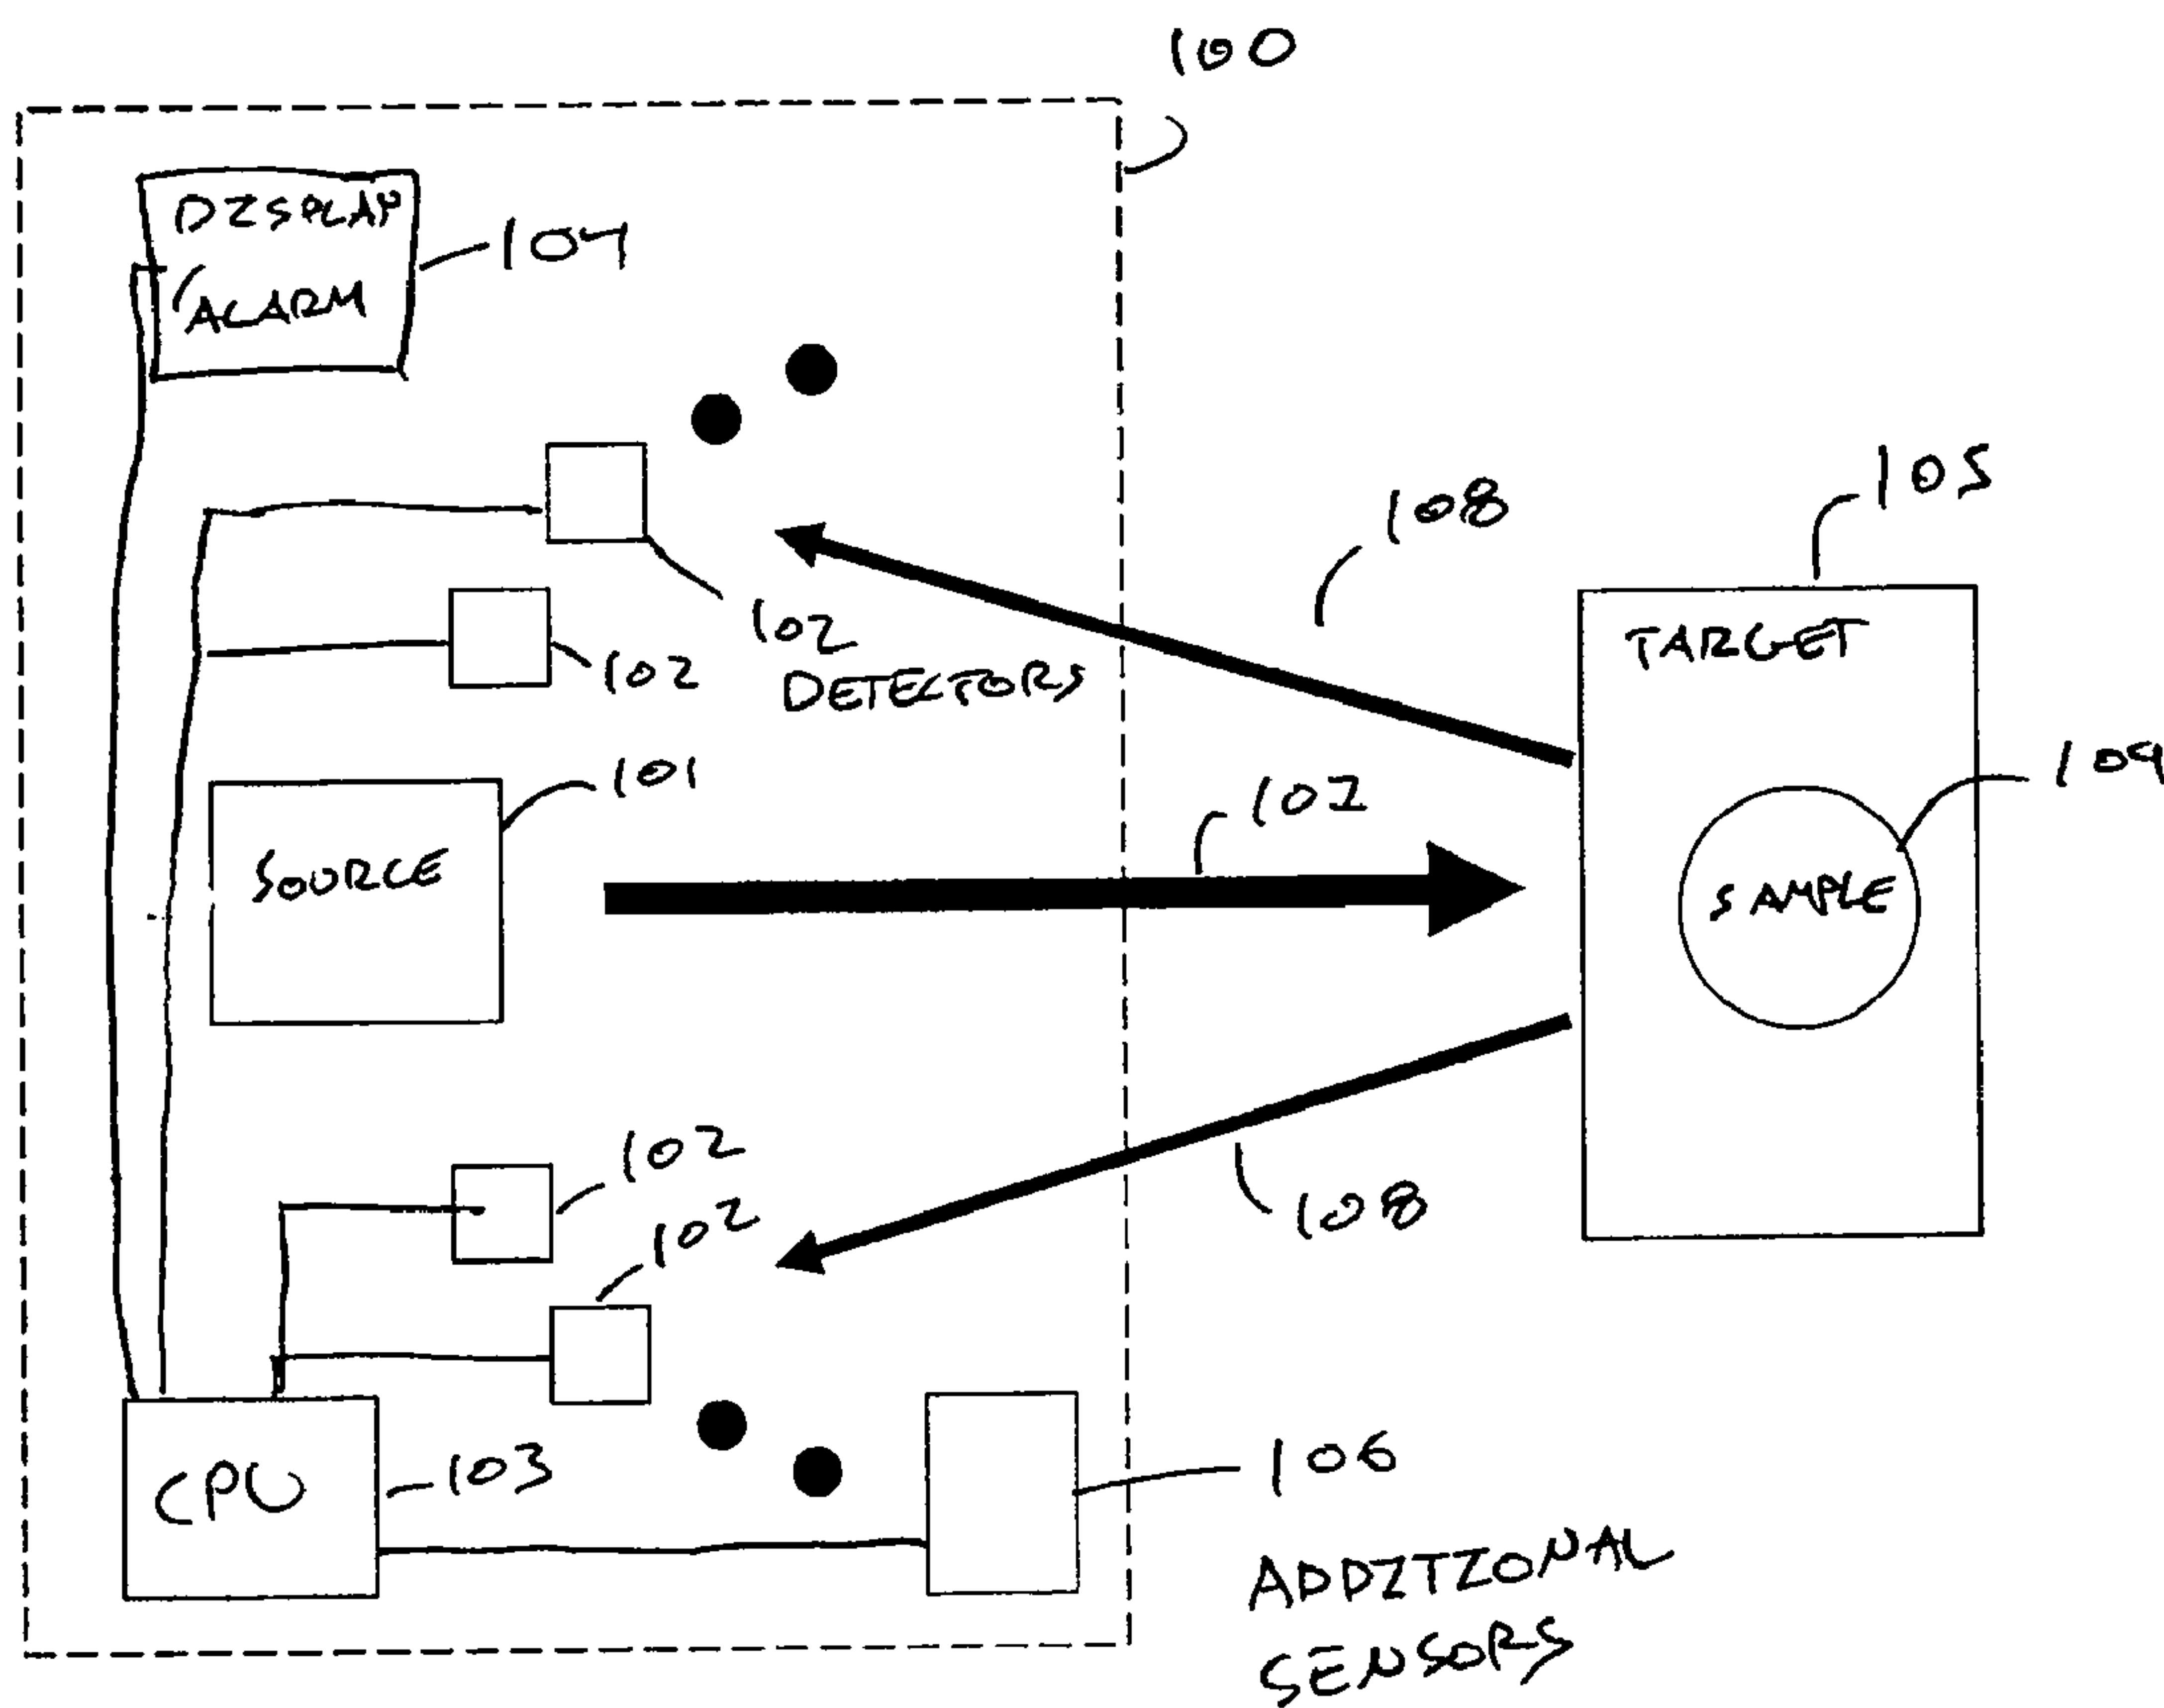 100
DISPLAY
/ALARM
104
105
108
102
DETECTORS
102
TARGET
101
109
102
SOURCE
SAMPLE
102
102
108
103
CPU
106
ADDITIONAL
SENSORS